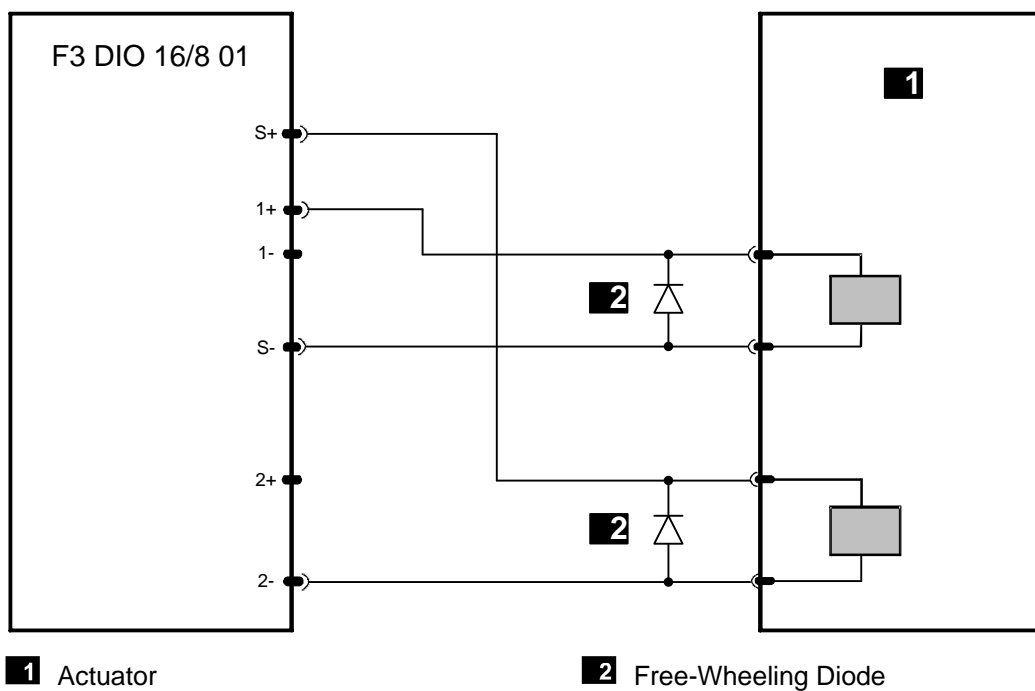 F3 DIO 16/8 01
1
S+
1+
1-
2
S-
2+
2
2-
1 Actuator
2 Free-Wheeling Diode